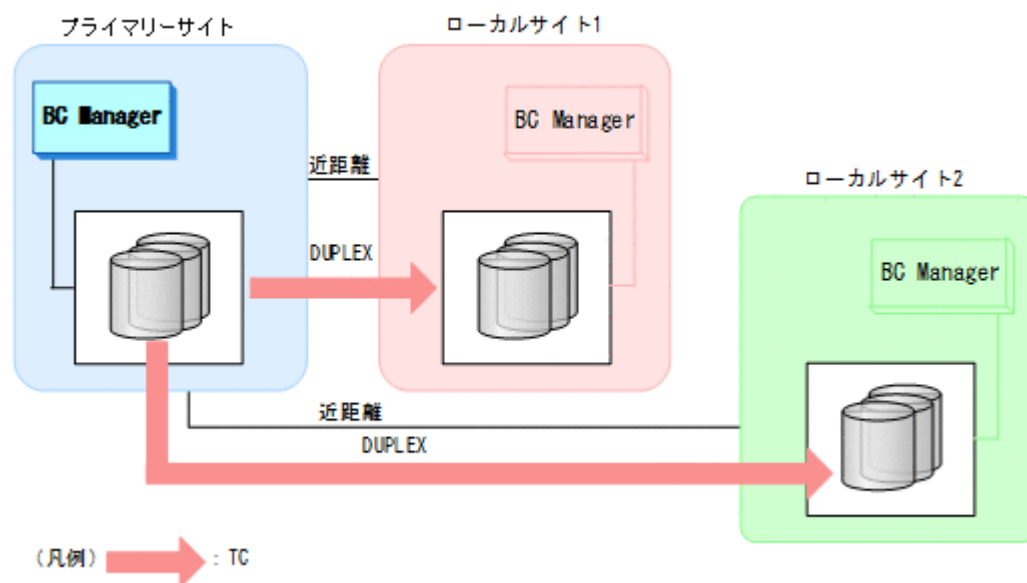 プライマリーサイト
ローカルサイト1
BC Manager
BC Manager
近距離
ローカルサイト2
DUPLEX
BC Manager
近距離
DUPLEX
(凡例) : TC